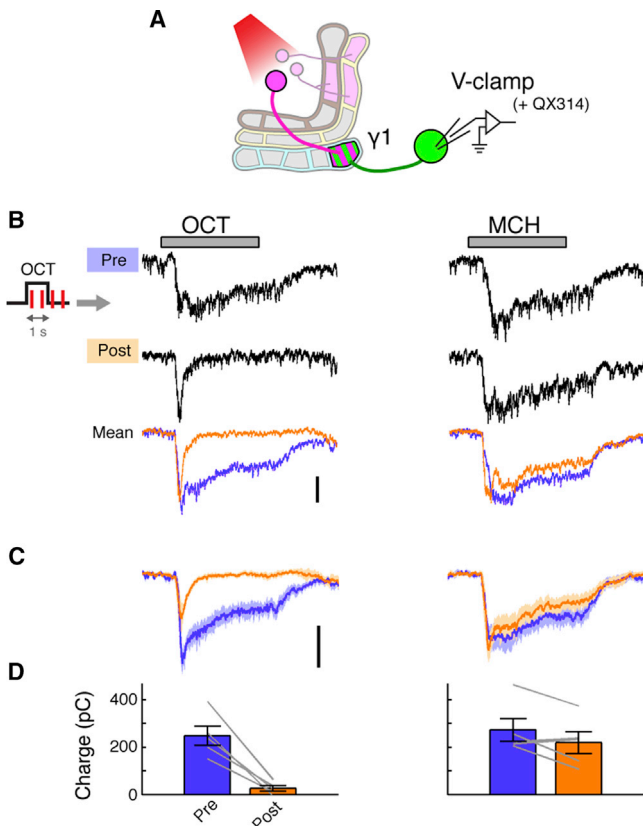 A
V-clamp
(+ QX314)
γ1
B
OCT
MCH
Pre
OCT
1 s
Post
Mean
C
D
400
200
0
Charge (pC)
Pre
Post